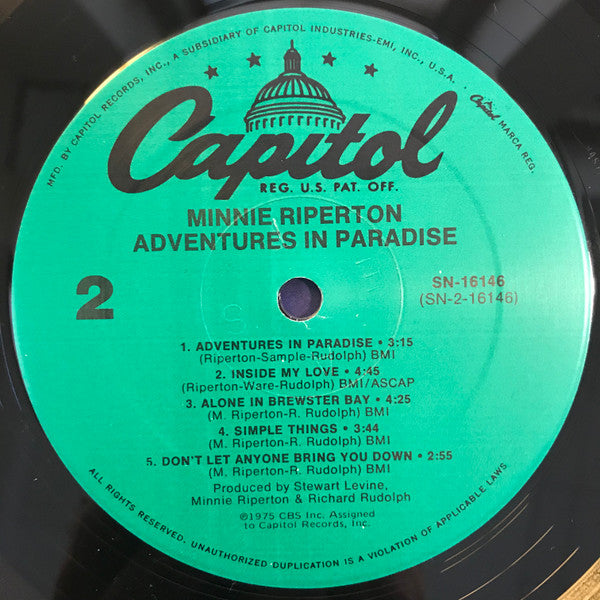 MFD. BY CAPITOL RECORDS, INC., A SUBSIDIARY OF CAPITOL INDUSTRIES-EMI, INC., U.S.A. • Capitol MARCA REG.
Capitol
REG. U.S. PAT. OFF.
MINNIE RIPERTON
ADVENTURES IN PARADISE
2
SN-16146
(SN-2-16146)
1. ADVENTURES IN PARADISE • 3:15
(Riperton-Sample-Rudolph) BMI
2. INSIDE MY LOVE • 4:45
(Riperton-Ware-Rudolph) BMI/ASCAP
3. ALONE IN BREWSTER BAY • 4:25
(M. Riperton-R. Rudolph) BMI
4. SIMPLE THINGS • 3:44
(M. Riperton-R. Rudolph) BMI
5. DON'T LET ANYONE BRING YOU DOWN • 2:55
(M. Riperton-R. Rudolph) BMI
Produced by Stewart Levine,
Minnie Riperton & Richard Rudolph
℗1975 CBS Inc. Assigned
to Capitol Records, Inc.
ALL RIGHTS RESERVED. UNAUTHORIZED DUPLICATION IS A VIOLATION OF APPLICABLE LAWS